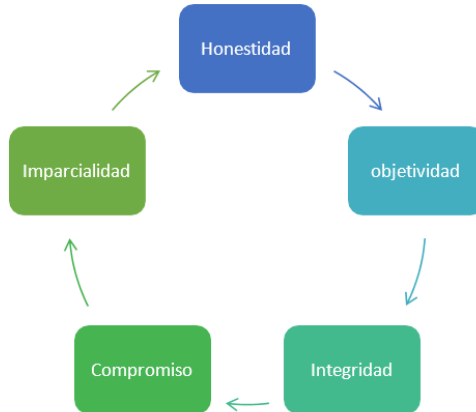 Honestidad
objetividad
Integridad
Compromiso
Imparcialidad